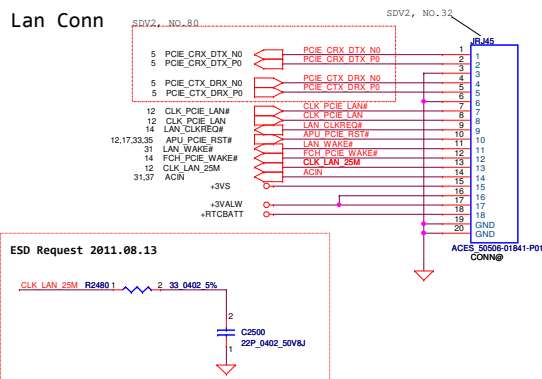 Lan Conn
SDV2, NO.80
SDV2, NO.32
JRJ45
5 PCIE_CRX_DTX_N0 PCIE_CRX_DTX_N0 1 1
5 PCIE_CRX_DTX_P0 PCIE_CRX_DTX_P0 2 2
3 3
5 PCIE_CTX_DRX_N0 PCIE_CTX_DRX_N0 4 4
5 PCIE_CTX_DRX_P0 PCIE_CTX_DRX_P0 5 5
6 6
12 CLK_PCIE_LAN# CLK_PCIE_LAN# 7 7
12 CLK_PCIE_LAN CLK_PCIE_LAN 8 8
14 LAN_CLKREQ# LAN_CLKREQ# 9 9
12,17,33,35 APU_PCIE_RST# APU_PCIE_RST# 10 10
31 LAN_WAKE# LAN_WAKE# 11 11
14 FCH_PCIE_WAKE# FCH_PCIE_WAKE# 12 12
12 CLK_LAN_25M CLK_LAN_25M 13 13
31,37 ACIN ACIN 14 14
+3VS 15 15
16 16
+3VALW 17 17
+RTCBATT 18 18
19 GND
20 GND
ACES_50506-01841-P01
CONN@
ESD Request 2011.08.13
CLK_LAN_25M R2480 1 2 33_0402_5%
2
C2500
22P_0402_50V8J
1